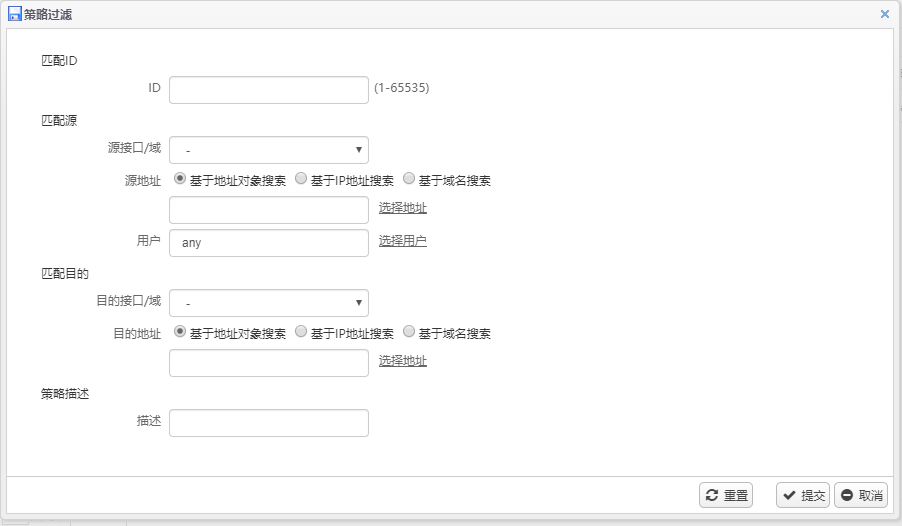 策略过滤
匹配ID
ID (1-65535)
匹配源
源接口/域 -
源地址 基于地址对象搜索 基于IP地址搜索 基于域名搜索
选择地址
用户 any 选择用户
匹配目的
目的接口/域 -
目的地址 基于地址对象搜索 基于IP地址搜索 基于域名搜索
选择地址
策略描述
描述
重置 提交 取消